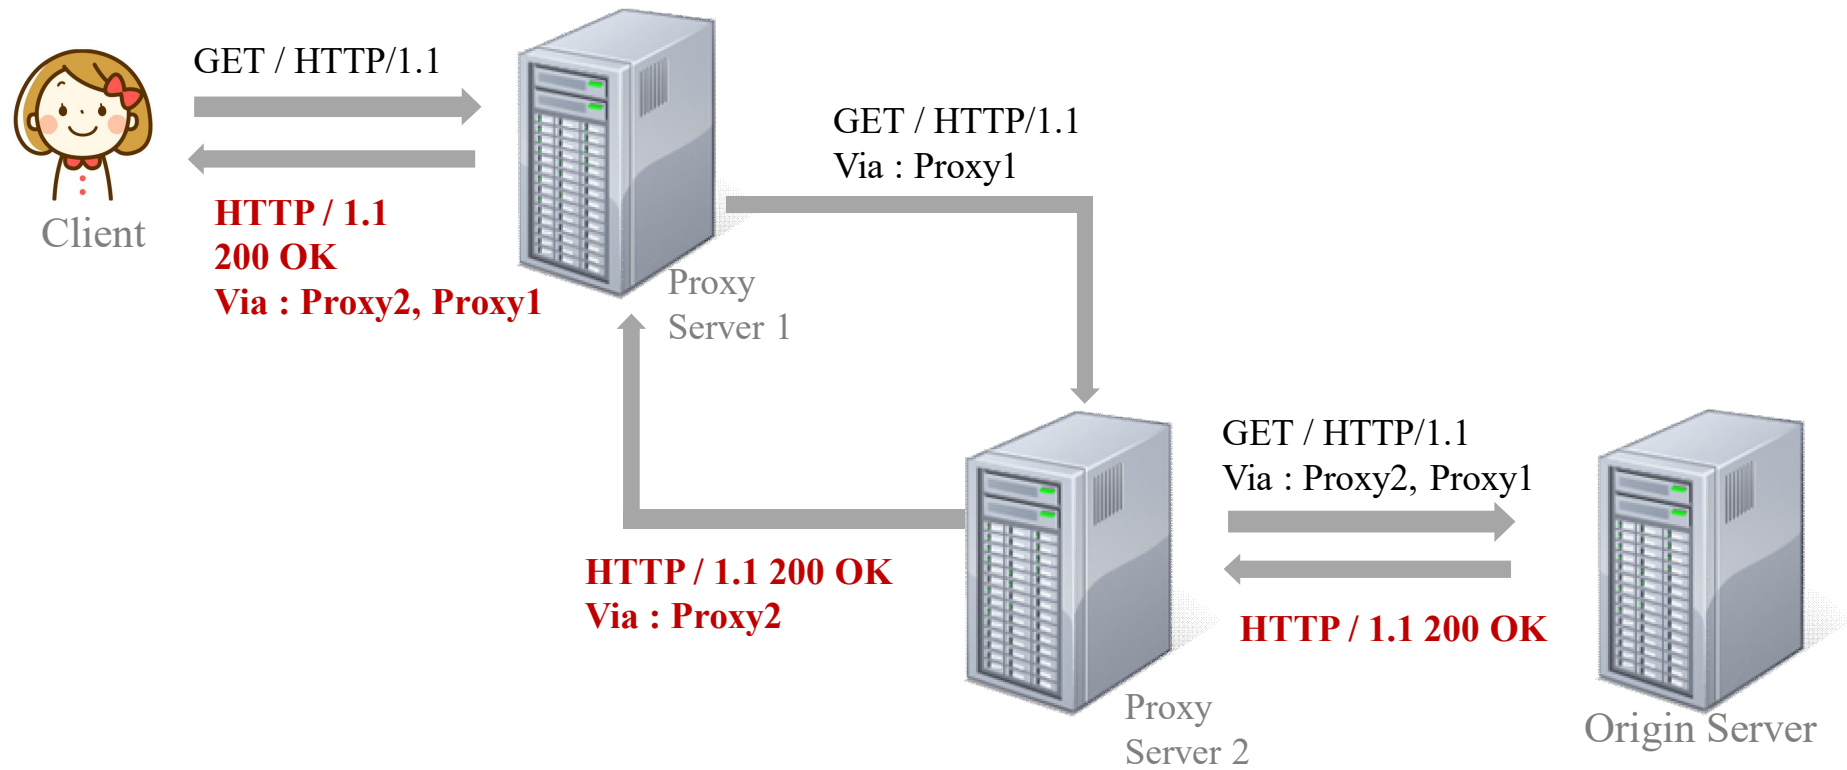 GET / HTTP/1.1
Client
HTTP / 1.1
200 OK
Via : Proxy2, Proxy1
Proxy
Server 1
GET / HTTP/1.1
Via : Proxy1
HTTP / 1.1 200 OK
Via : Proxy2
Proxy
Server 2
GET / HTTP/1.1
Via : Proxy2, Proxy1
HTTP / 1.1 200 OK
Origin Server